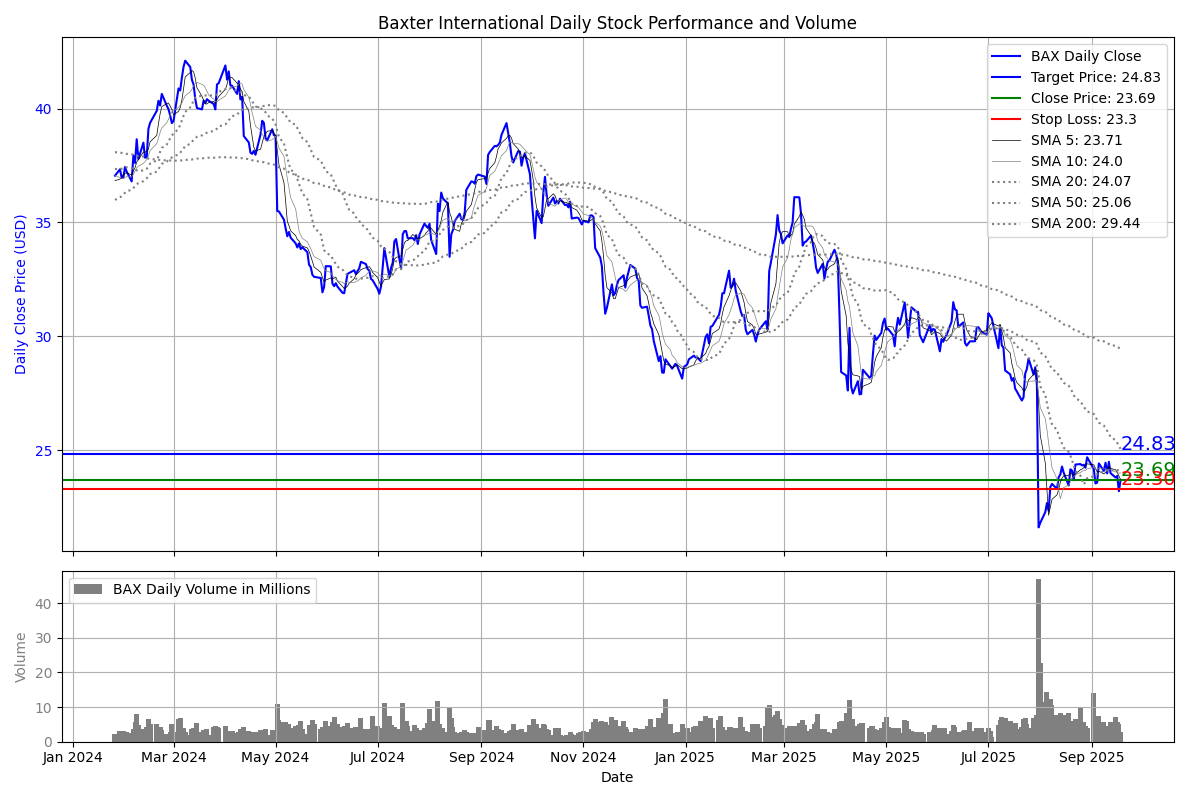 Baxter International Daily Stock Performance and Volume
Daily Close Price (USD)
40
35
30
25
BAX Daily Close
Target Price: 24.83
Close Price: 23.69
Stop Loss: 23.3
SMA 5: 23.71
SMA 10: 24.0
SMA 20: 24.07
SMA 50: 25.06
SMA 200: 29.44
24.83
23.69
23.30
BAX Daily Volume in Millions
Volume
40
30
20
10
0
Jan 2024 Mar 2024 May 2024 Jul 2024 Sep 2024 Nov 2024 Jan 2025 Mar 2025 May 2025 Jul 2025 Sep 2025
Date